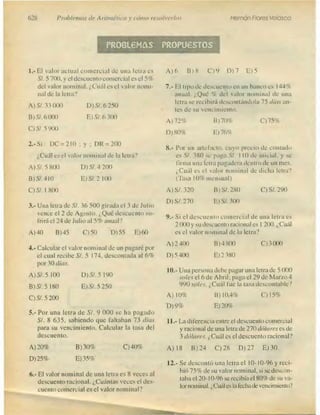 628 Problemas de Aritmética y cómo resolverlos Hernán Flores Velasco
PROBLEMAS PROPUESTOS
1.- El valor actual comercial de una letra es
S/. 5 700, y el descuento comercial es el 5%
del valor nominal. ¿Cuál es el valor nomi-
nal de la letra?
A) S/. 33 000 D) S/. 6 250
B) S/. 6 000 E) S/. 6 300
C) S/. 5 900
2.- Si : DC = 210 ; y ; DR = 200
¿Cuál es el valor nominal de la letra?
A) S/. 5 800 D) S/. 4 200
B) S/. 410 E) S/. 2 100
C) S/. 1 800
3.- Una letra de S/. 36 500 girada el 3 de Julio
vence el 2 de Agosto. ¿Qué descuento su-
frirá el 24 de Julio al 5% anual?
A) 40 B) 45 C) 50 D) 55 E) 60
4.- Calcular el valor nominal de un pagaré por
el cual recibe S/. 5 174, descontada al 6%
por 30 días.
A) S/. 5 100 D) S/. 5 190
B) S/. 5 180 E) S/. 5 250
C) S/. 5 200
5.- Por una letra de S/. 9 000 se ha pagado
S/. 8 635, sabiendo que faltaban 73 días
para su vencimiento. Calcular la tasa del
descuento.
A) 20% B) 30% C) 40%
D) 25% E) 35%
6.- El valor nominal de una letra es 8 veces al
descuento racional. ¿Cuántas veces el des-
cuento comercial es el valor nominal?
A) 6 B) 8 C) 9 D) 7 E) 5
7.- El tipo de descuento en un banco es 144%
anual. ¿Qué % del valor nominal de una
letra se recibirá descontándola 75 días an-
tes de su vencimiento?
A) 72% B) 70% C) 75%
D) 80% E) 76%
8.- Por un artefacto, cuyo precio de contado
es S/. 380 se paga S/. 110 de inicial, y se
firma una letra pagadera dentro de un mes.
¿Cuál es el valor nominal de dicha letra?
(Tasa 10% mensual)
A) S/. 320 B) S/. 280 C) S/. 290
D) S/. 270 E) S/. 300
9.- Si el descuento comercial de una letra es
2 000 y su descuento racional es 1 200. ¿Cuál
es el valor nominal de la letra?
A) 2 400 B) 4 800 C) 3 000
D) 5 400 E) 2 380
10.- Una persona debe pagar una letra de 5 000
soles el 6 de Abril; paga el 29 de Marzo 4
990 soles. ¿Cuál fue la tasa descontable?
A) 10% B) 10,4% C) 15%
D) 9% E) 20%
11.- La diferencia entre el descuento comercial
y racional de una letra de 270 dólares es de
3 dólares. ¿Cuál es el descuento racional?
A) 18 B) 24 C) 28 D) 27 E) 30
12.- Se descontó una letra el 10-10-96 y reci-
bió 75% de su valor nominal, si se descon-
taba el 20-10-96 se recibía el 80% de su va-
lor nominal. ¿Cuál es la fecha de vencimiento?